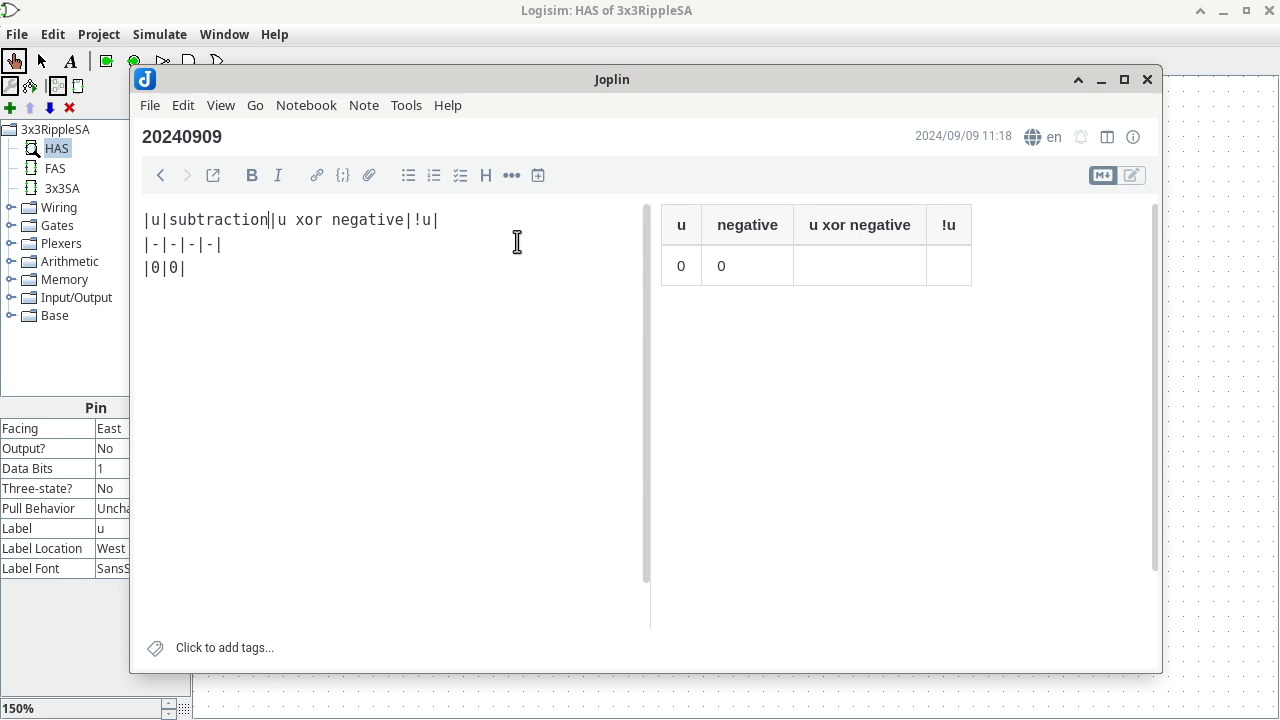 Logisim: HAS of 3x3RippleSA
File Edit Project Simulate Window Help
A
Joplin
File Edit View Go Notebook Note Tools Help
20240909
2024/09/09 11:18 en
|u|subtraction||u xor negative|!u|
|-|-|-|-|
|0|0|
u negative u xor negative !u
0 0
Click to add tags...
3x3RippleSA
HAS
FAS
3x3SA
Wiring
Gates
Plexers
Arithmetic
Memory
Input/Output
Base
Pin
Facing East
Output? No
Data Bits 1
Three-state? No
Pull Behavior Uncha
Label u
Label Location West
Label Font SansS
150%